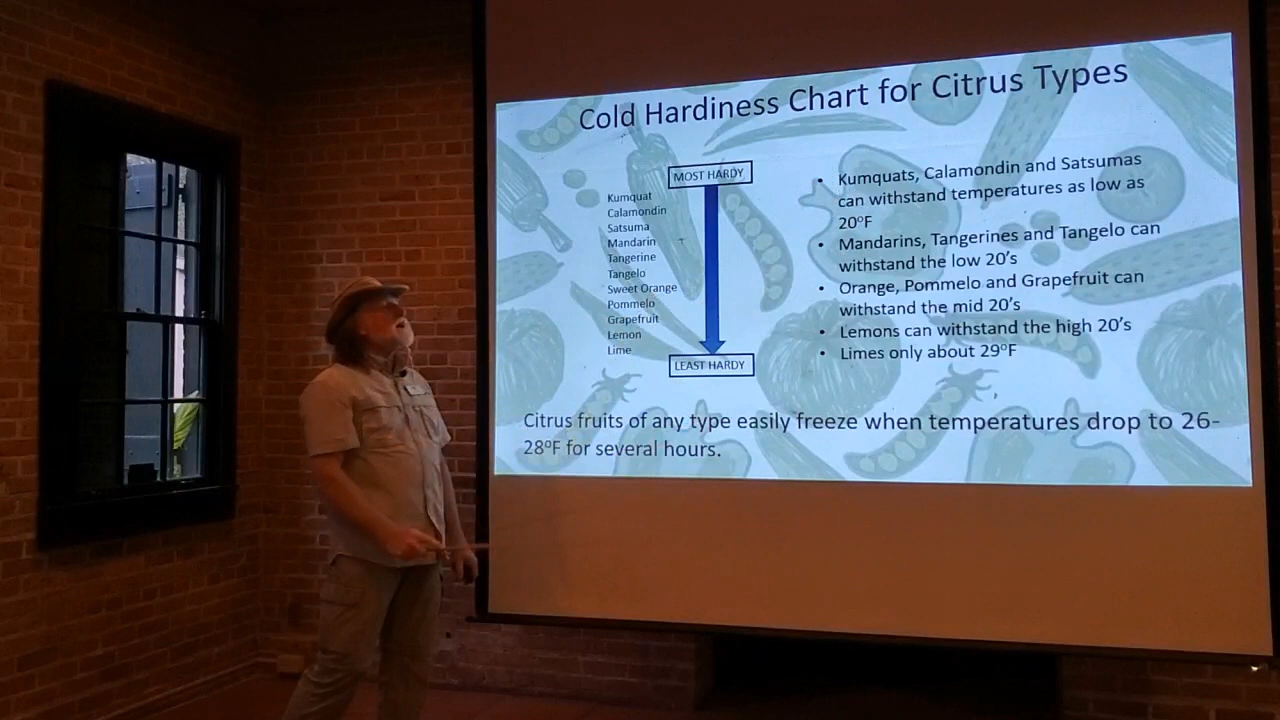 Cold Hardiness Chart for Citrus Types
MOST HARDY
Kumquat
Calamondin
Satsuma
Mandarin
Tangerine
Tangelo
Sweet Orange
Pommelo
Grapefruit
Lemon
Lime
LEAST HARDY
• Kumquats, Calamondin and Satsumas
can withstand temperatures as low as
20ºF
• Mandarins, Tangerines and Tangelo can
withstand the low 20's
• Orange, Pommelo and Grapefruit can
withstand the mid 20's
• Lemons can withstand the high 20's
• Limes only about 29ºF
Citrus fruits of any type easily freeze when temperatures drop to 26-
28ºF for several hours.